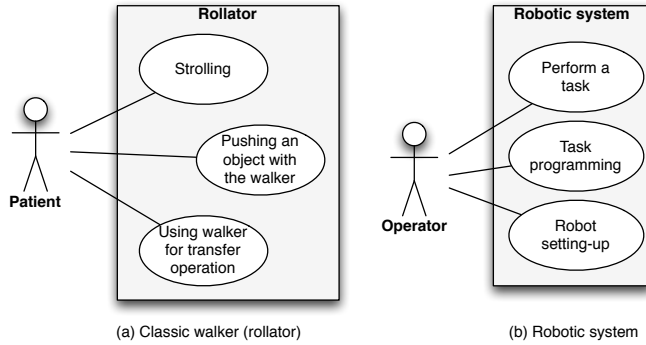 Rollator
Strolling
Pushing an
object with
the walker
Using walker
for transfer
operation
Patient
(a) Classic walker (rollator)
Robotic system
Perform a
task
Task
programming
Robot
setting-up
Operator
(b) Robotic system